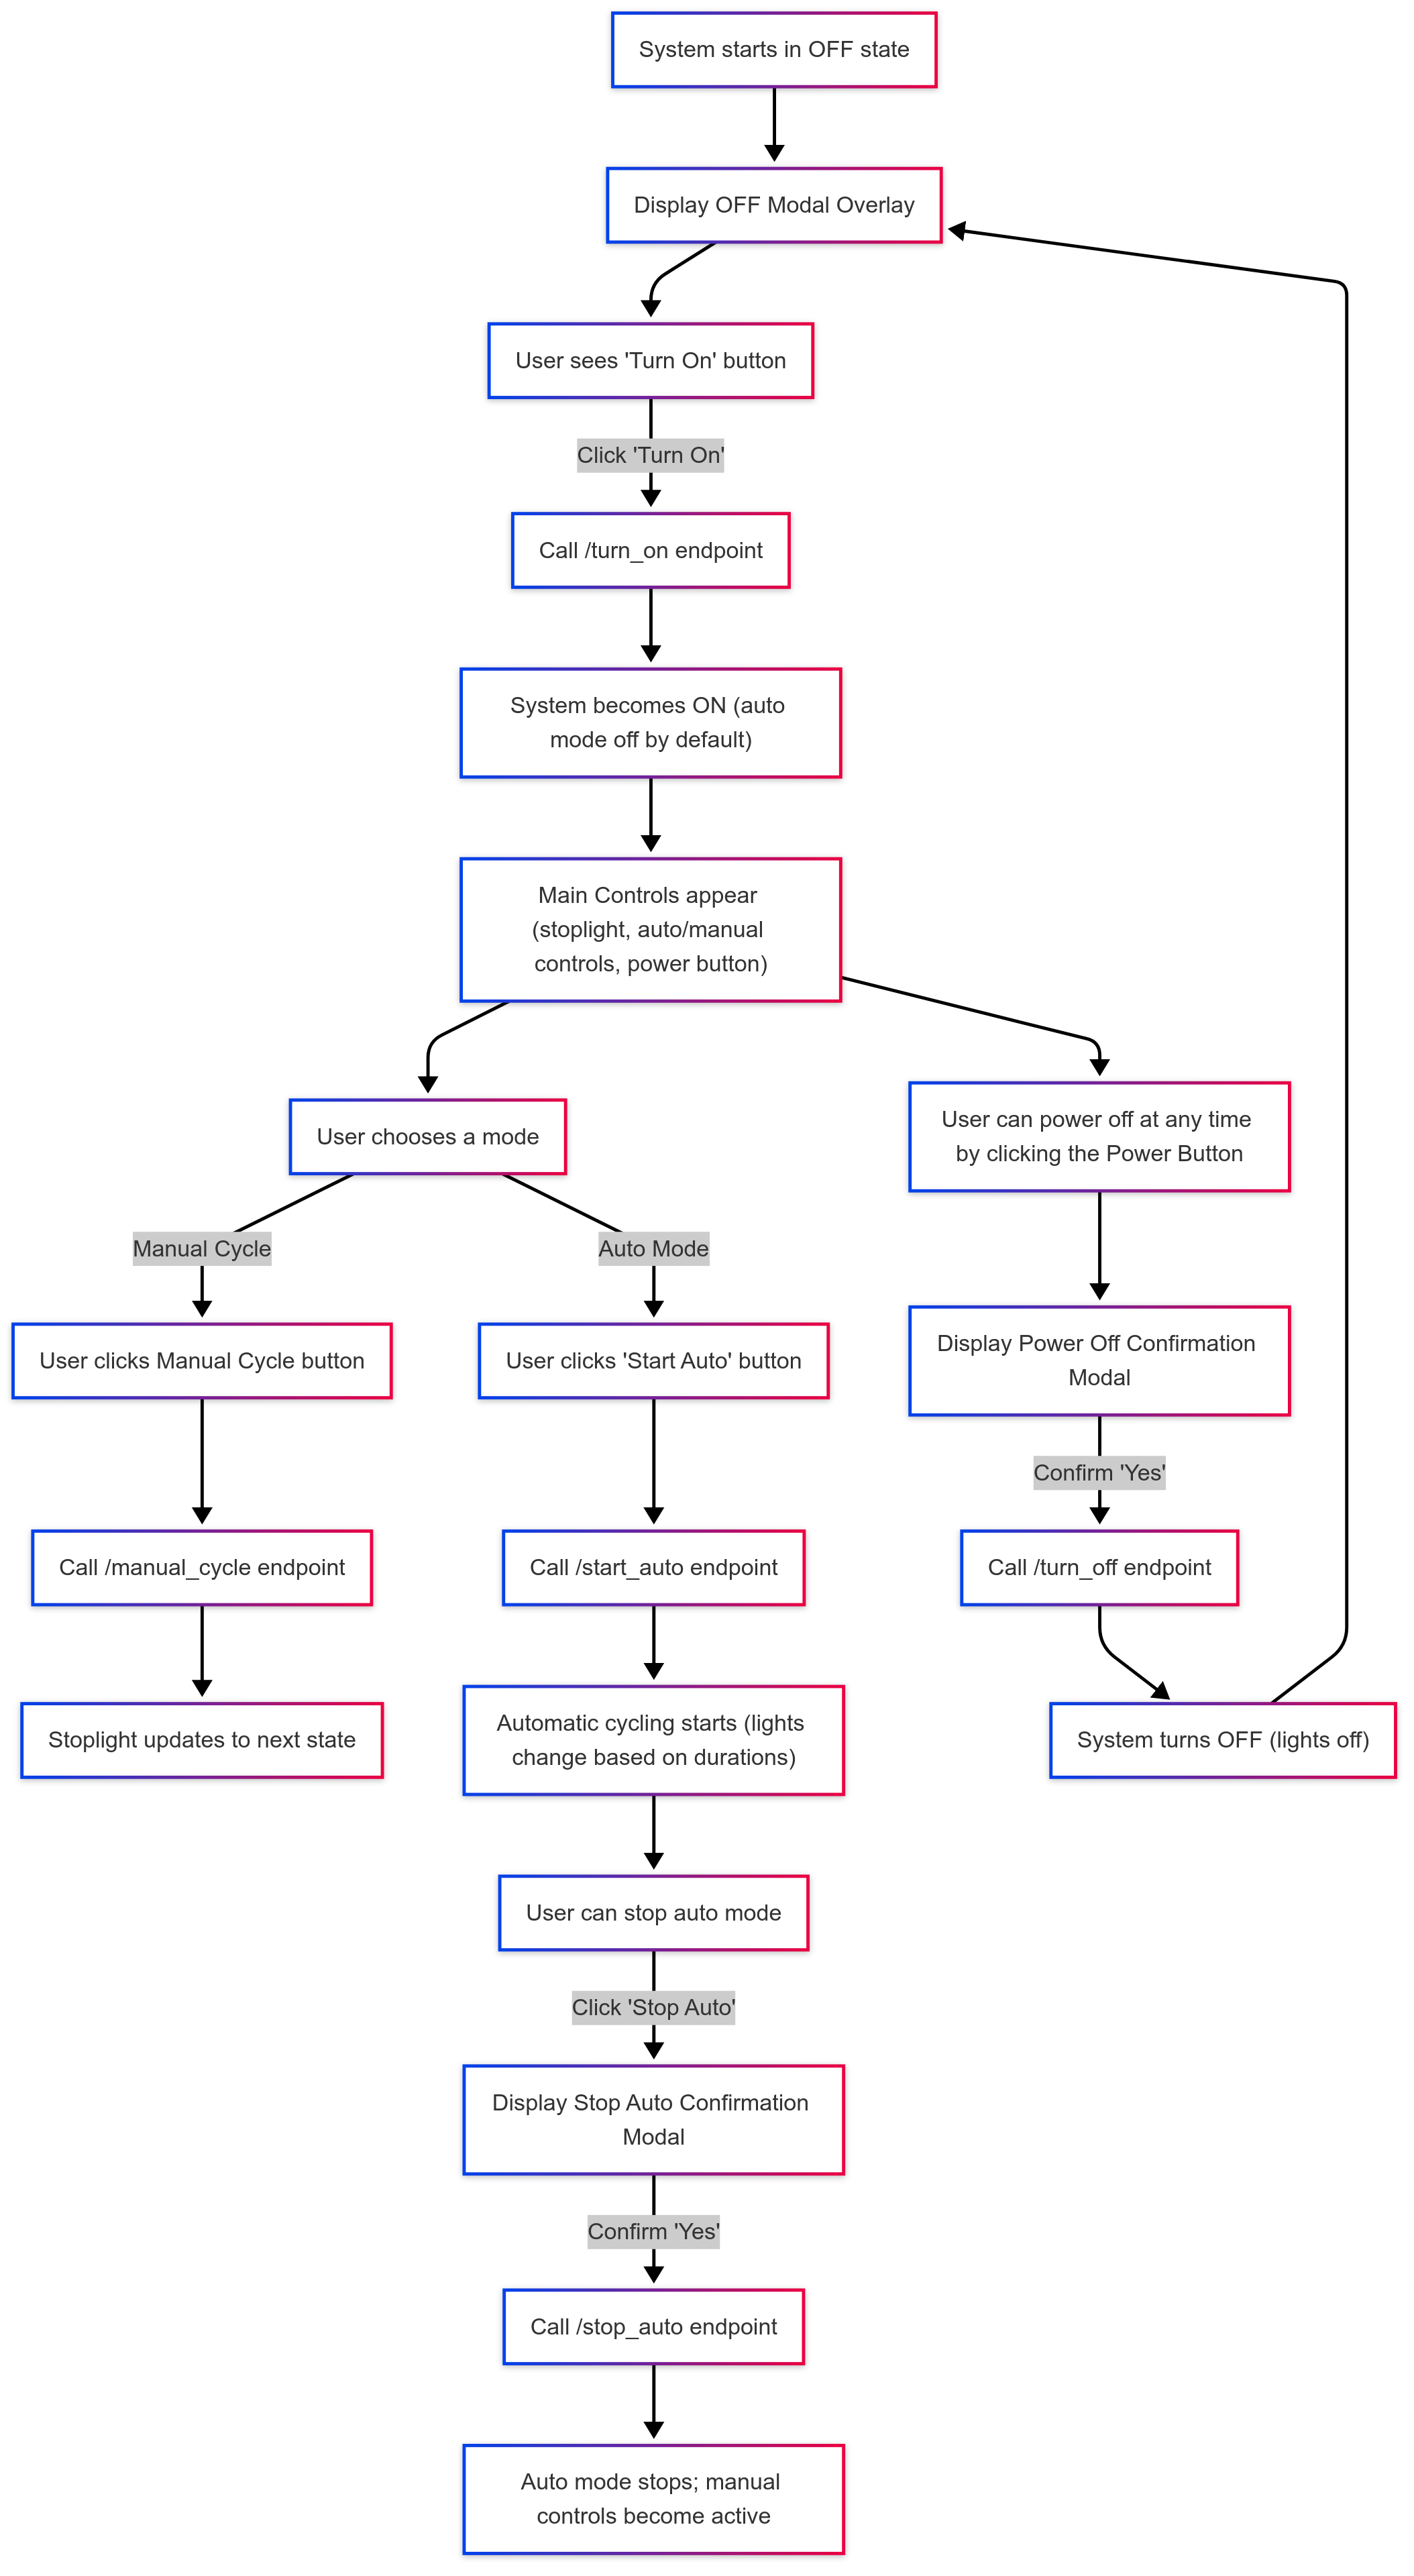 System starts in OFF state
Display OFF Modal Overlay
User sees 'Turn On' button
Click 'Turn On'
Call /turn_on endpoint
System becomes ON (auto
mode off by default)
Main Controls appear
(stoplight, auto/manual
controls, power button)
User chooses a mode
User can power off at any time
by clicking the Power Button
Manual Cycle
Auto Mode
User clicks Manual Cycle button
User clicks 'Start Auto' button
Display Power Off Confirmation
Modal
Confirm 'Yes'
Call /manual_cycle endpoint
Call /start_auto endpoint
Call /turn_off endpoint
Stoplight updates to next state
Automatic cycling starts (lights
change based on durations)
System turns OFF (lights off)
User can stop auto mode
Click 'Stop Auto'
Display Stop Auto Confirmation
Modal
Confirm 'Yes'
Call /stop_auto endpoint
Auto mode stops; manual
controls become active